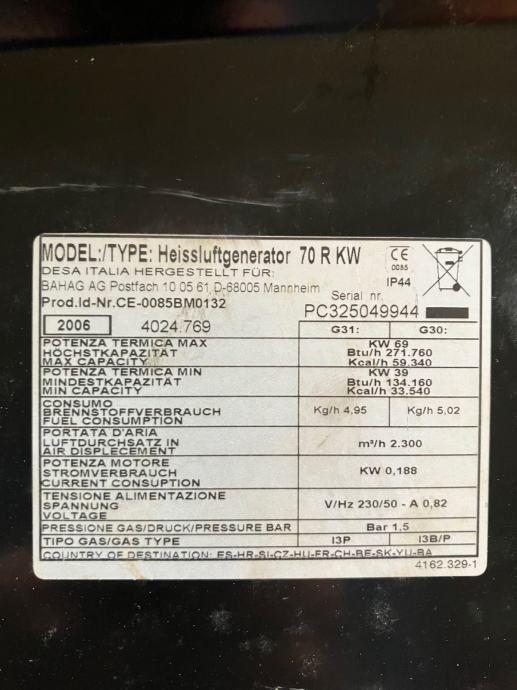 MODEL:/TYPE: Heissluftgenerator 70 R KW CE
0085
DESA ITALIA HERGESTELLT FÜR:
IP44
BAHAG AG Postfach 10 05 61 D-68005 Mannheim
Serial nr.
Prod.Id-Nr.CE-0085BM0132
PC325049944
2006 4024.769 G31: G30:
POTENZA TERMICA MAX KW 69
HÖCHSTKAPAZITÄT Btu/h 271.760
MAX CAPACITY Kcal/h 59.340
POTENZA TERMICA MIN KW 39
MINDESTKAPAZITÄT Btu/h 134.160
MIN CAPACITY Kcal/h 33.540
CONSUMO
BRENNSTOFFVERBRAUCH Kg/h 4,95 Kg/h 5,02
FUEL CONSUMPTION
PORTATA D'ARIA
LUFTDURCHSATZ IN m³/h 2.300
AIR DISPLACEMENT
POTENZA MOTORE
STROMVERBRAUCH KW 0,188
CURRENT CONSUPTION
TENSIONE ALIMENTAZIONE
SPANNUNG V/Hz 230/50 - A 0,82
VOLTAGE
PRESSIONE GAS/DRUCK/PRESSURE BAR Bar 1,5
TIPO GAS/GAS TYPE I3P I3B/P
COUNTRY OF DESTINATION: ES-HR-SI-CZ-HU-FR-CH-BE-SK-YU-BA
4162.329-1